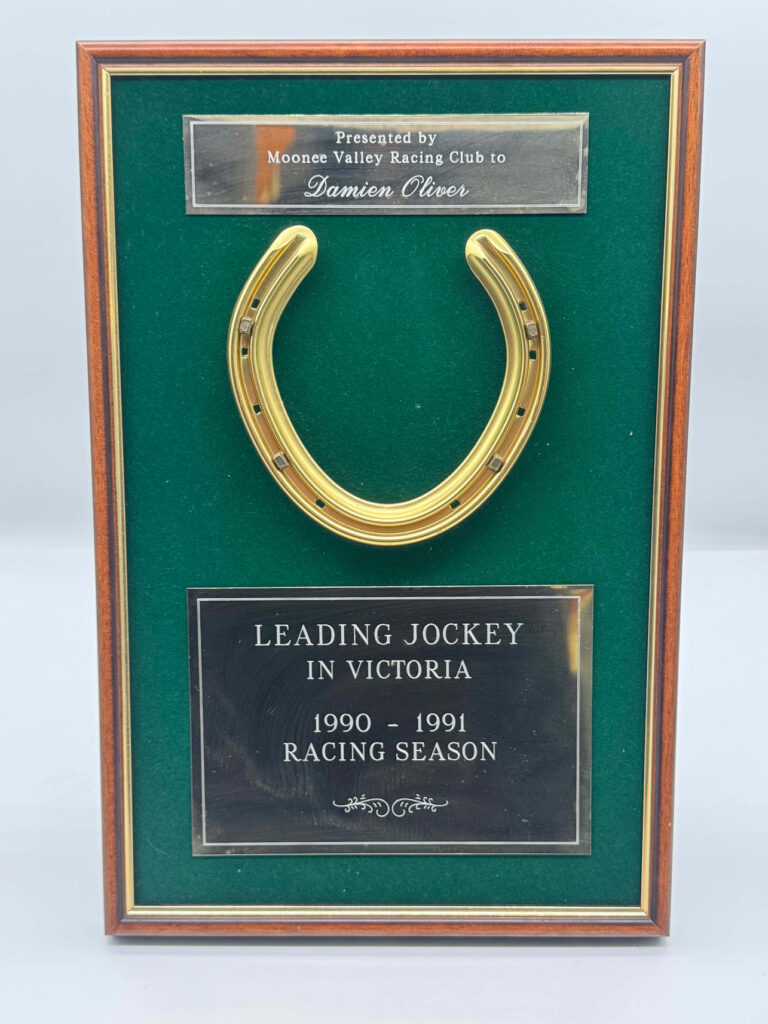 Presented by
Moonee Valley Racing Club to
Damien Oliver
LEADING JOCKEY
IN VICTORIA
1990 - 1991
RACING SEASON